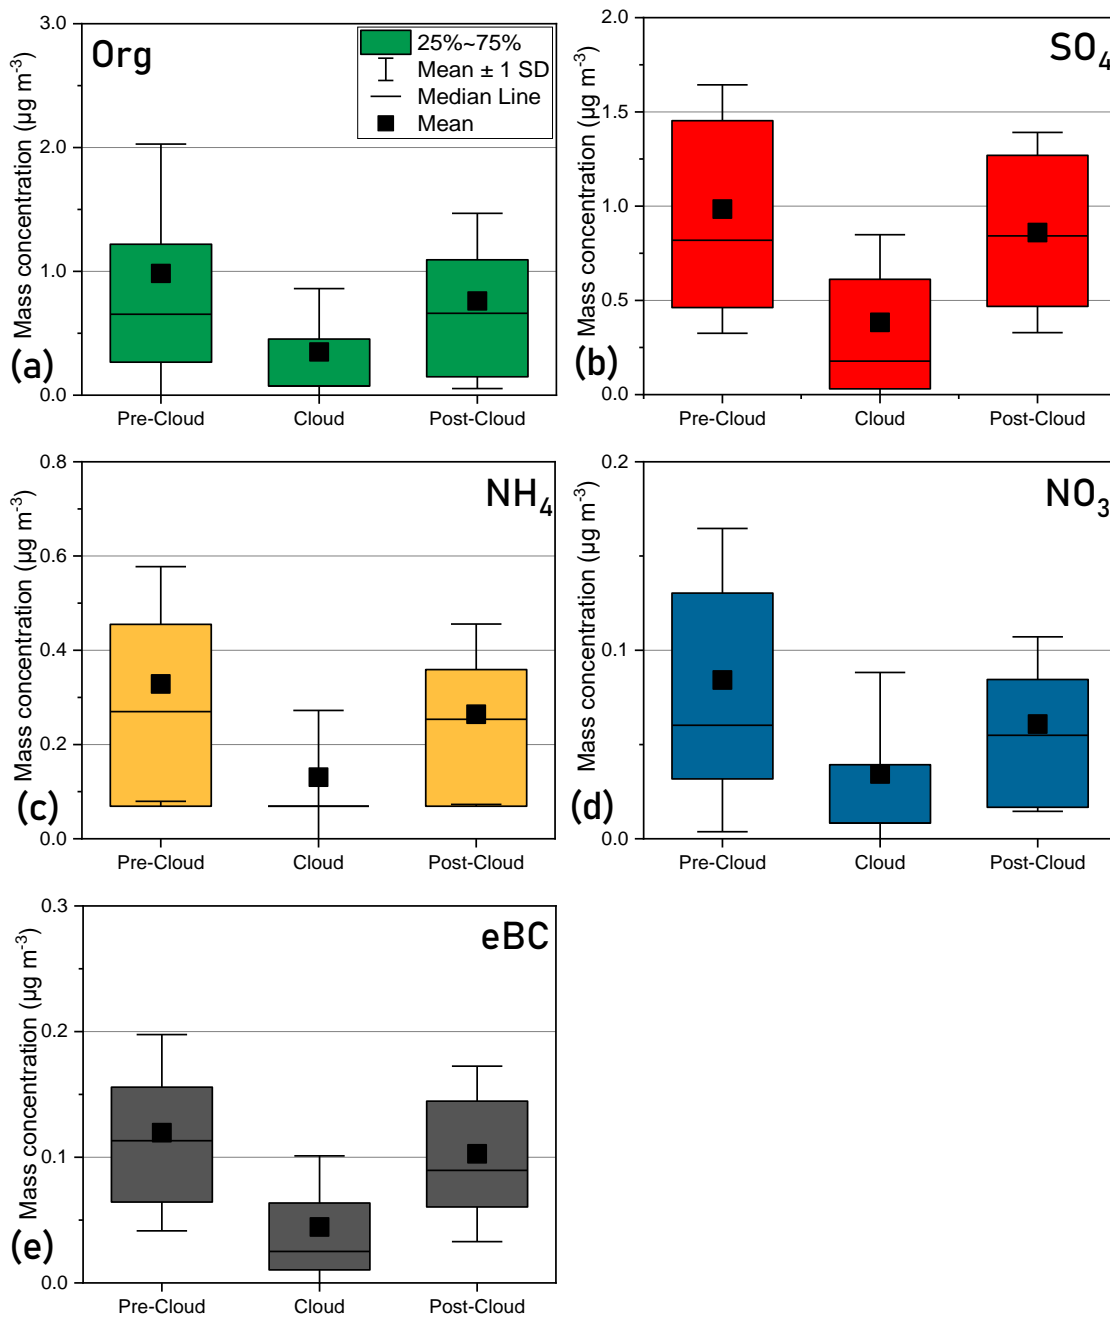 Org
25%~75%
Mean ± 1 SD
Median Line
Mean
Mass concentration (µg m⁻³)
3.0
2.0
1.0
0.0
(a)
Pre-Cloud Cloud Post-Cloud
SO₄
Mass concentration (µg m⁻³)
2.0
1.5
1.0
0.5
0.0
(b)
Pre-Cloud Cloud Post-Cloud
NH₄
Mass concentration (µg m⁻³)
0.8
0.6
0.4
0.2
0.0
(c)
Pre-Cloud Cloud Post-Cloud
NO₃
Mass concentration (µg m⁻³)
0.2
0.1
0.0
(d)
Pre-Cloud Cloud Post-Cloud
eBC
Mass concentration (µg m⁻³)
0.3
0.2
0.1
0.0
(e)
Pre-Cloud Cloud Post-Cloud